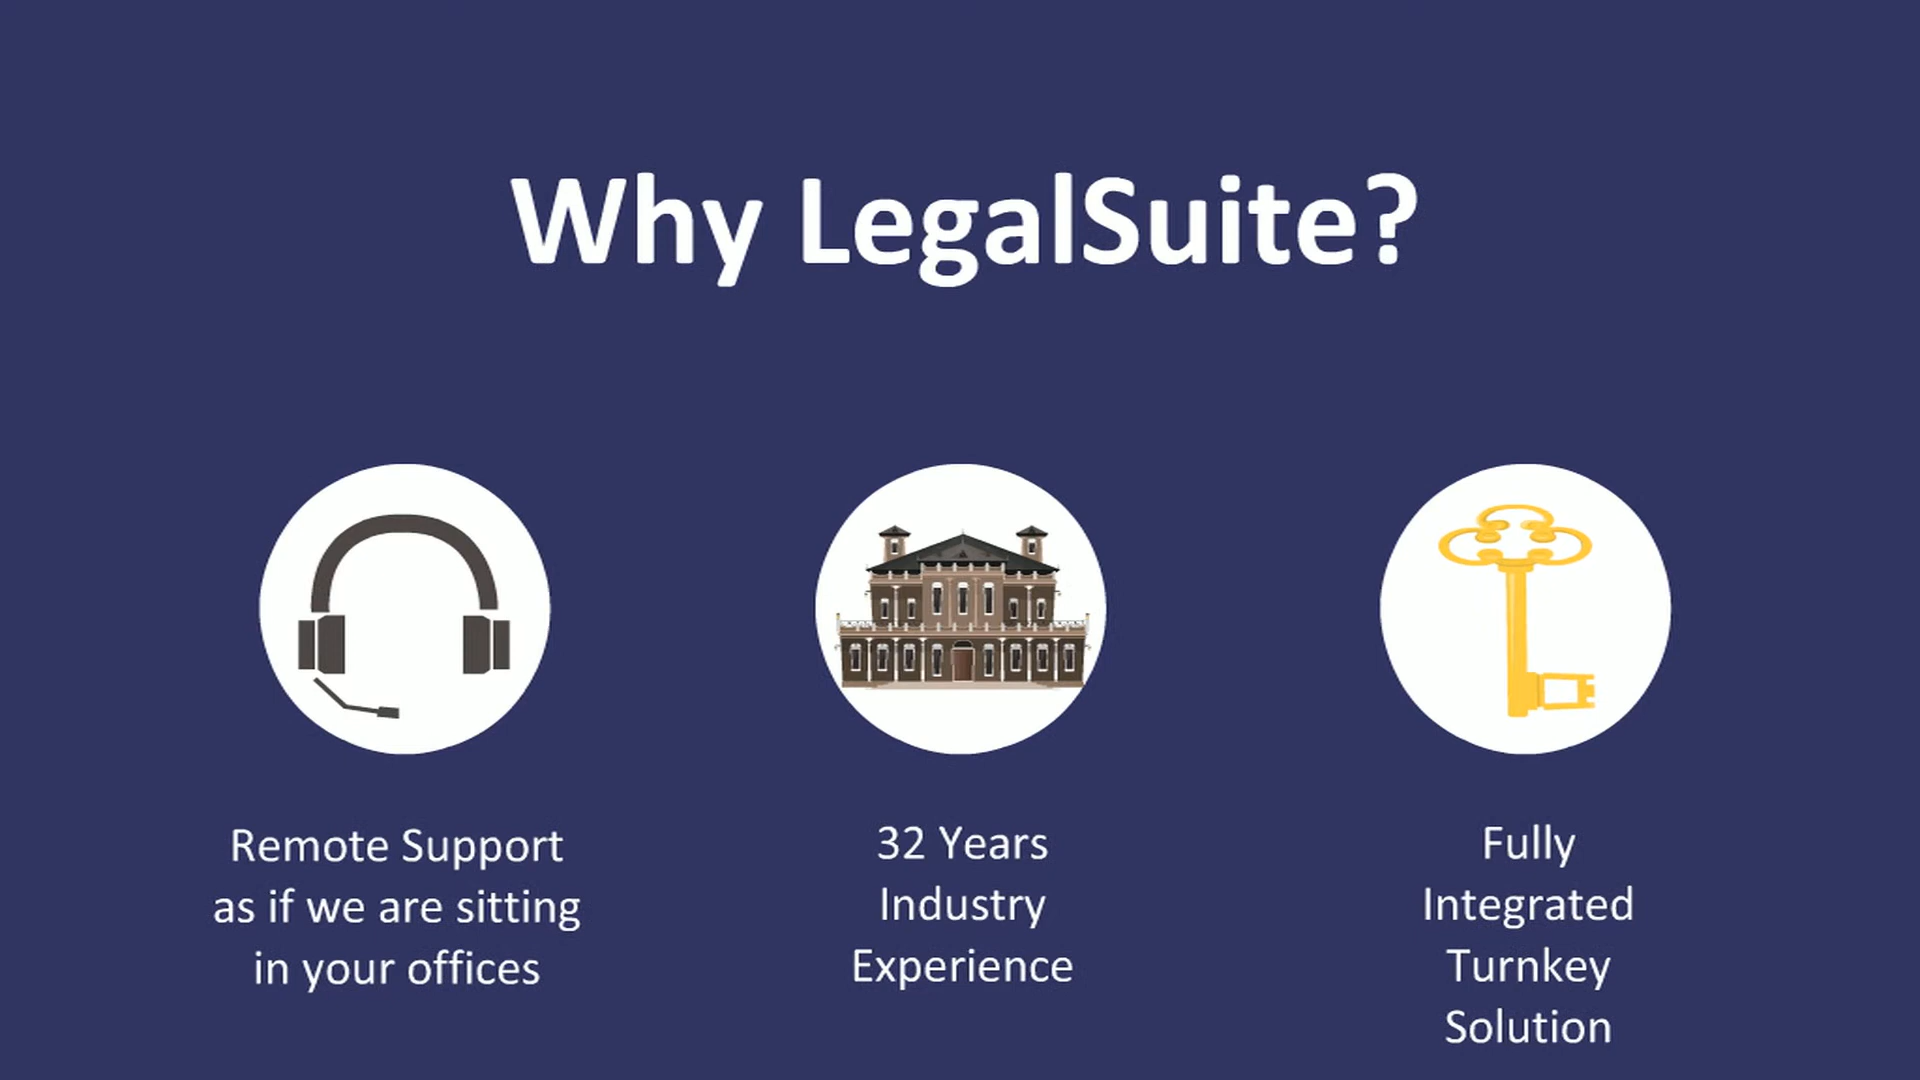 Why LegalSuite?
Remote Support
as if we are sitting
in your offices
32 Years
Industry
Experience
Fully
Integrated
Turnkey
Solution